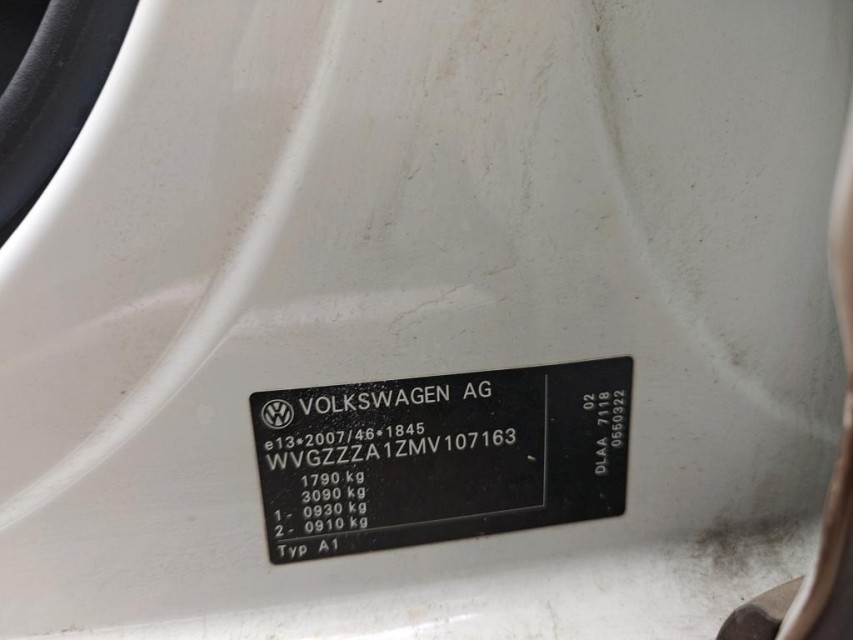 VOLKSWAGEN AG
e13*2007/46*1845
WVGZZZA1ZMV107163
1790 kg
3090 kg
1- 0930 kg
2- 0910 kg
Typ A1
02
DLAA 7118
0550322